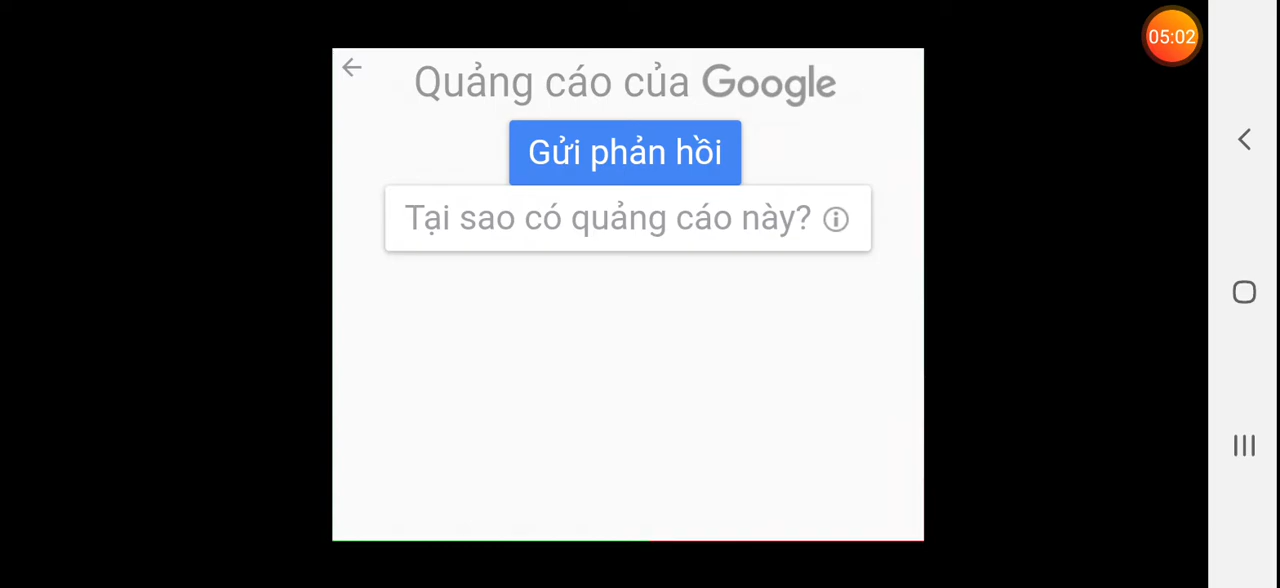 05:02
Quảng cáo của Google
Gửi phản hồi
Tại sao có quảng cáo này?